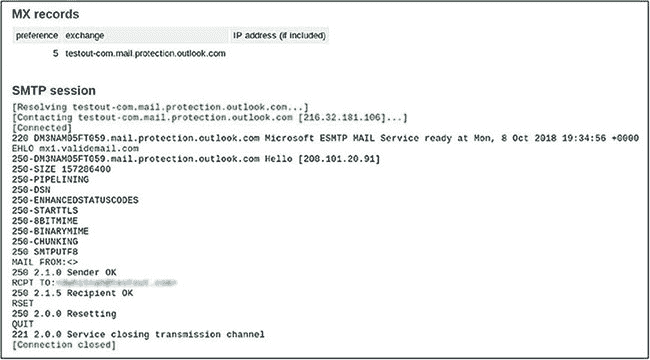 MX records
preference exchange IP address (if included)
5 testout-com.mail.protection.outlook.com
SMTP session
[Resolving testout-com.mail.protection.outlook.com...]
[Contacting testout-com.mail.protection.outlook.com [216.32.181.106]...]
[Connected]
220 DM3NAM05FT059.mail.protection.outlook.com Microsoft ESMTP MAIL Service ready at Mon, 8 Oct 2018 19:34:56 +0000
EHLO mx1.validemail.com
250-DM3NAM05FT059.mail.protection.outlook.com Hello [208.101.20.91]
250-SIZE 157286400
250-PIPELINING
250-DSN
250-ENHANCEDSTATUSCODES
250-STARTTLS
250-8BITMIME
250-BINARYMIME
250-CHUNKING
250 SMTPUTF8
MAIL FROM:<>
250 2.1.0 Sender OK
RCPT TO:
250 2.1.5 Recipient OK
RSET
250 2.0.0 Resetting
QUIT
221 2.0.0 Service closing transmission channel
[Connection closed]